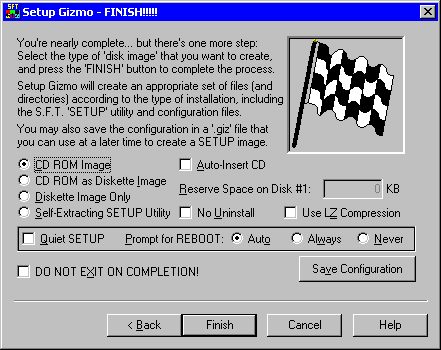 SFT
Setup Gizmo - FINISH!!!!!
You're nearly complete... but there's one more step:
Select the type of 'disk image' that you want to create,
and press the 'FINISH' button to complete the process.
Setup Gizmo will create an appropriate set of files (and
directories) according to the type of installation, including
the S.F.T. 'SETUP' utility and configuration files.
You may also save the configuration in a '.giz' file that
you can use at a later time to create a SETUP image.
CD ROM Image
Auto-Insert CD
CD ROM as Diskette Image
Reserve Space on Disk #1: 0 KB
Diskette Image Only
Self-Extracting SETUP Utility
No Uninstall
Use LZ Compression
Quiet SETUP
Prompt for REBOOT:
Auto
Always
Never
DO NOT EXIT ON COMPLETION!
Save Configuration
< Back
Finish
Cancel
Help